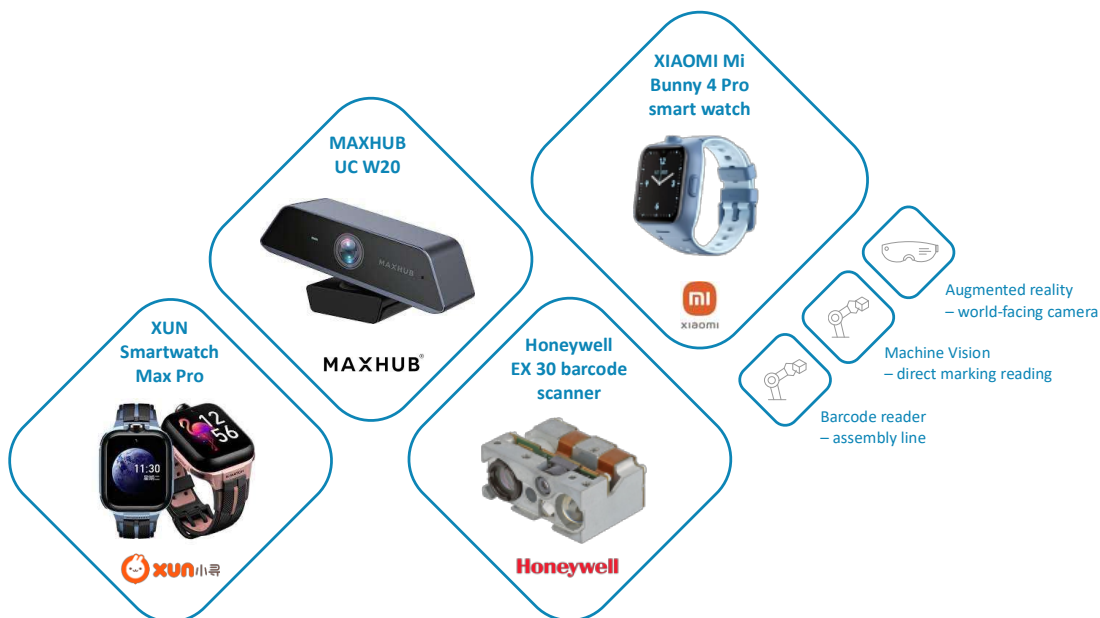 XIAOMI Mi
Bunny 4 Pro
smart watch
xiaomi
MAXHUB
UC W20
MAXHUB
MAXHUB®
XUN
Smartwatch
Max Pro
11:30
12
56
xun小寻
Honeywell
EX 30 barcode
scanner
Honeywell
Augmented reality
– world-facing camera
Machine Vision
– direct marking reading
Barcode reader
– assembly line